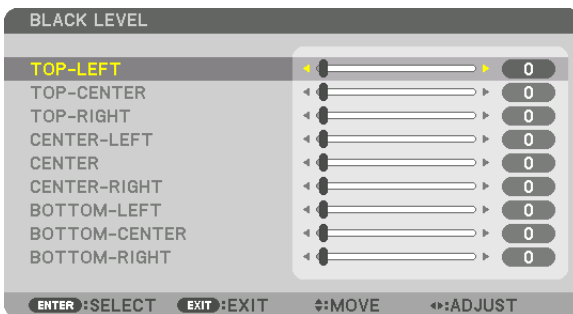 BLACK LEVEL
TOP-LEFT 0
TOP-CENTER 0
TOP-RIGHT 0
CENTER-LEFT 0
CENTER 0
CENTER-RIGHT 0
BOTTOM-LEFT 0
BOTTOM-CENTER 0
BOTTOM-RIGHT 0
ENTER :SELECT EXIT :EXIT :MOVE :ADJUST